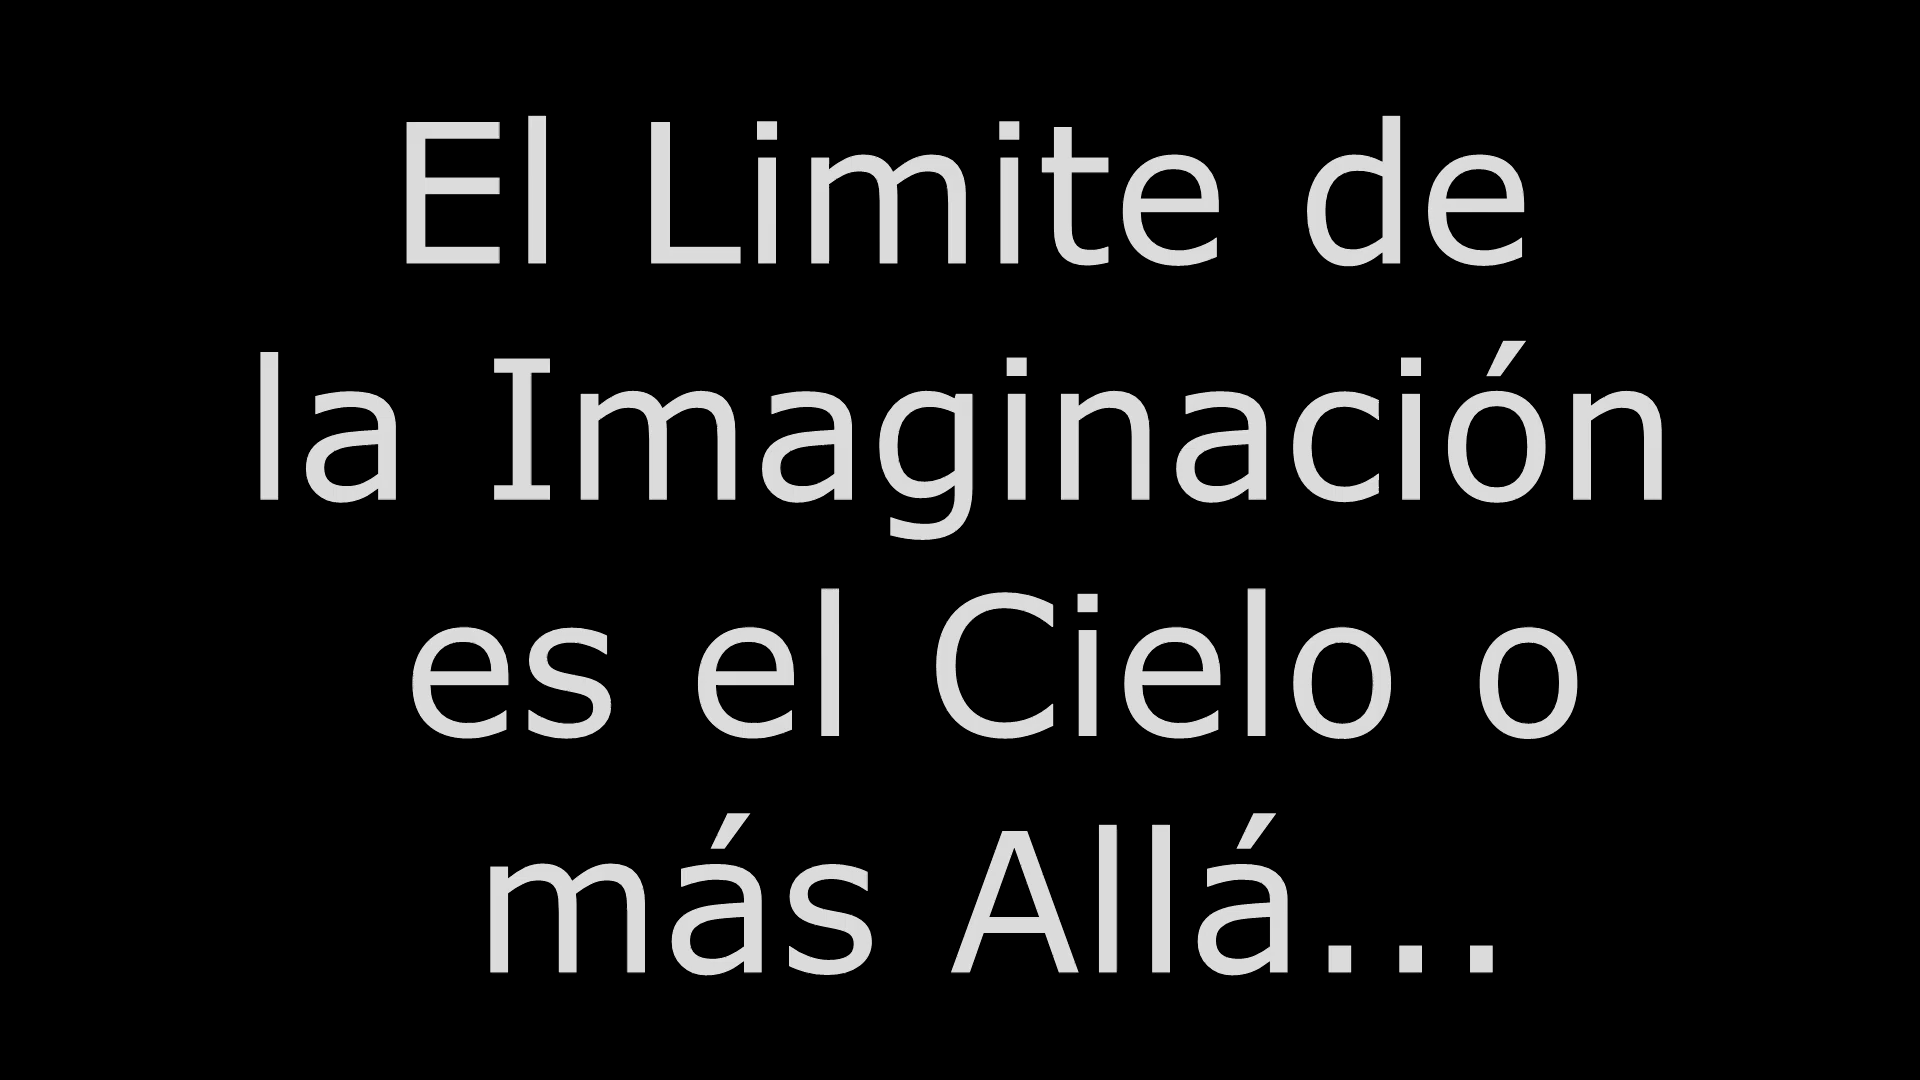 El Limite de
la Imaginación
es el Cielo o
más Allá...